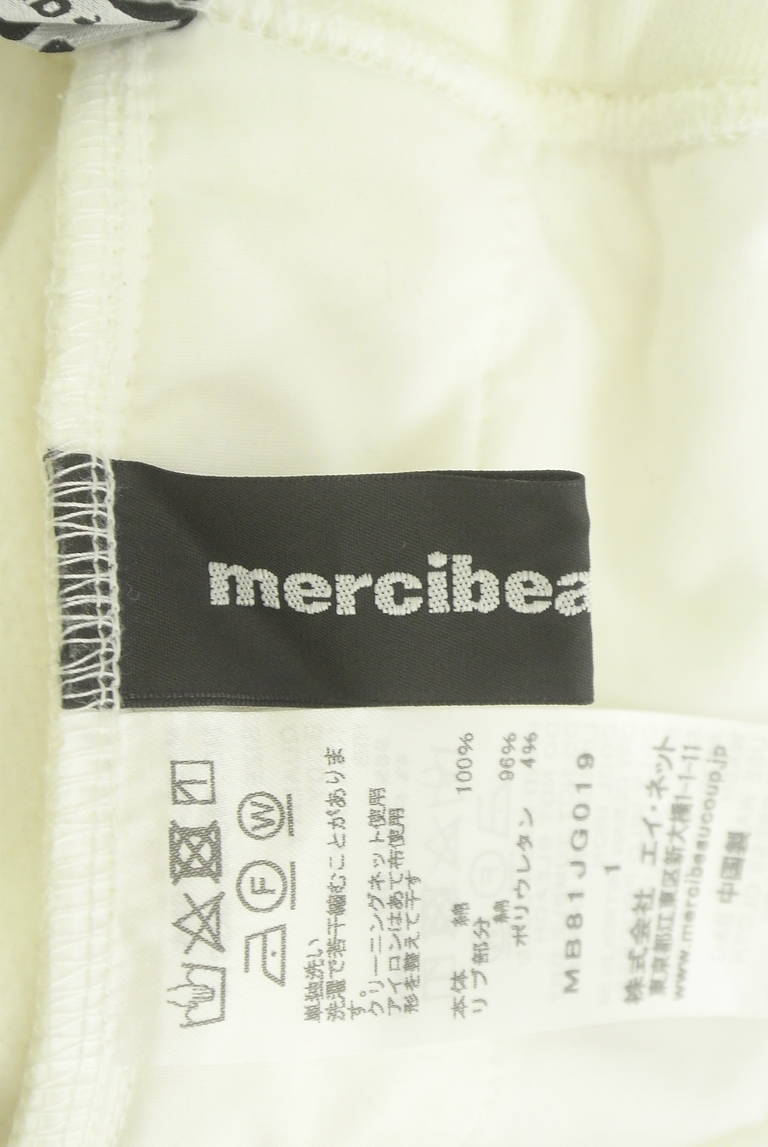 mercibea
単独洗い
洗濯で若干縮むことがありま
す。
クリーニングネット使用
アイロンはあて布使用
形を整えて干す
本体 綿 100%
リブ部分
綿 96%
ポリウレタン 4%
MB81JG019
1
株式会社 エイ・ネット
東京都江東区新大橋1-1-11
www.mercibeaucoup.jp
中国製
W
F